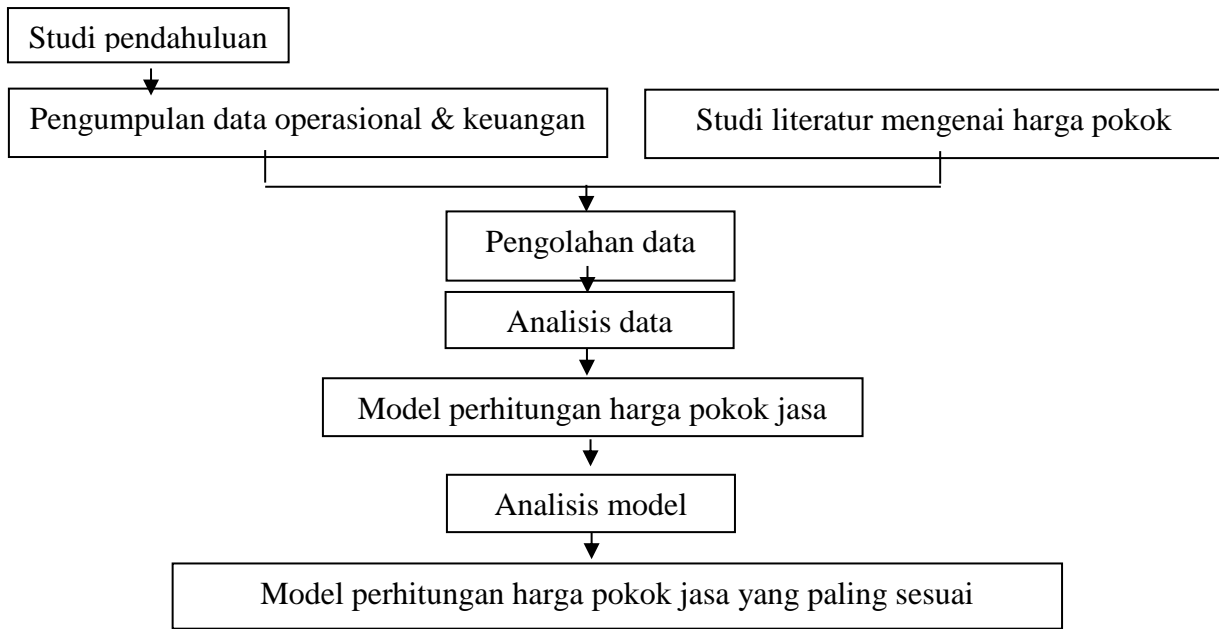 Studi pendahuluan
Pengumpulan data operasional & keuangan
Studi literatur mengenai harga pokok
Pengolahan data
Analisis data
Model perhitungan harga pokok jasa
Analisis model
Model perhitungan harga pokok jasa yang paling sesuai